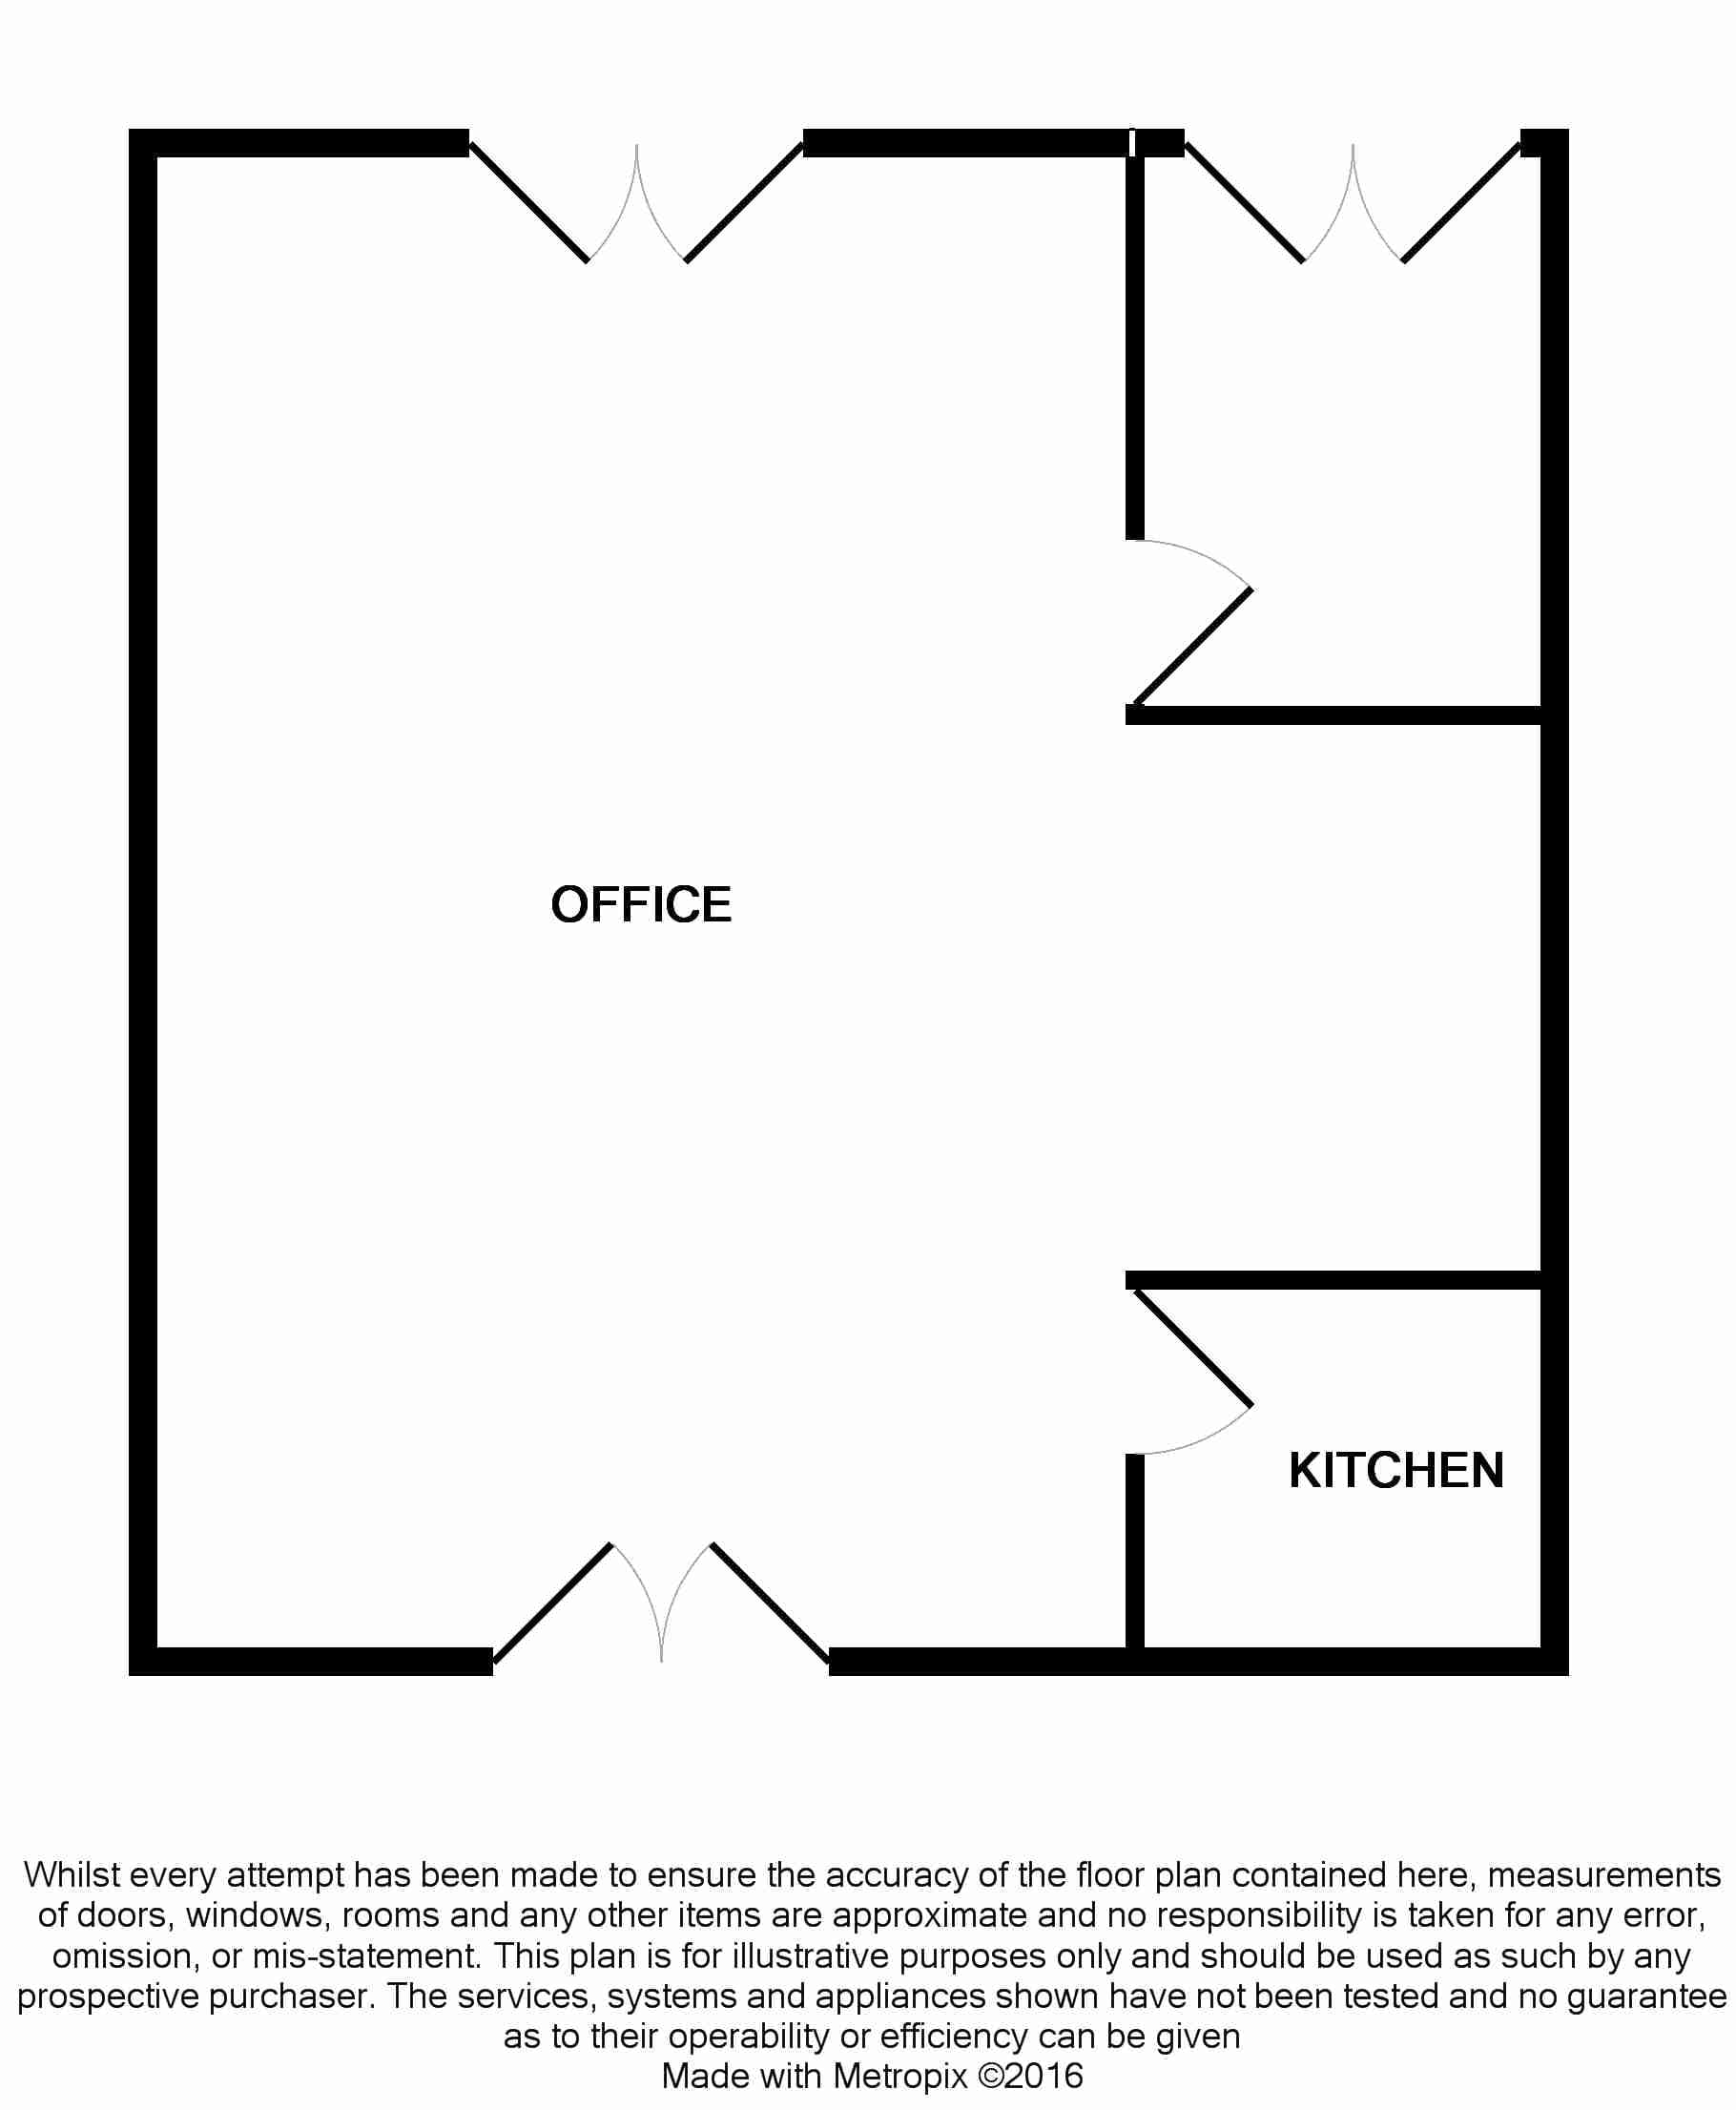 OFFICE
KITCHEN
Whilst every attempt has been made to ensure the accuracy of the floor plan contained here, measurements
of doors, windows, rooms and any other items are approximate and no responsibility is taken for any error,
omission, or mis-statement. This plan is for illustrative purposes only and should be used as such by any
prospective purchaser. The services, systems and appliances shown have not been tested and no guarantee
as to their operability or efficiency can be given
Made with Metropix ©2016